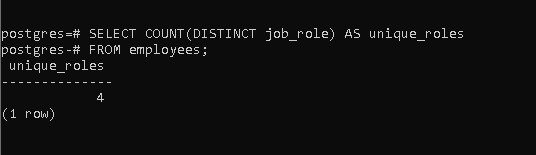 postgres=# SELECT COUNT(DISTINCT job_role) AS unique_roles
postgres-# FROM employees;
 unique_roles
--------------
            4
(1 row)